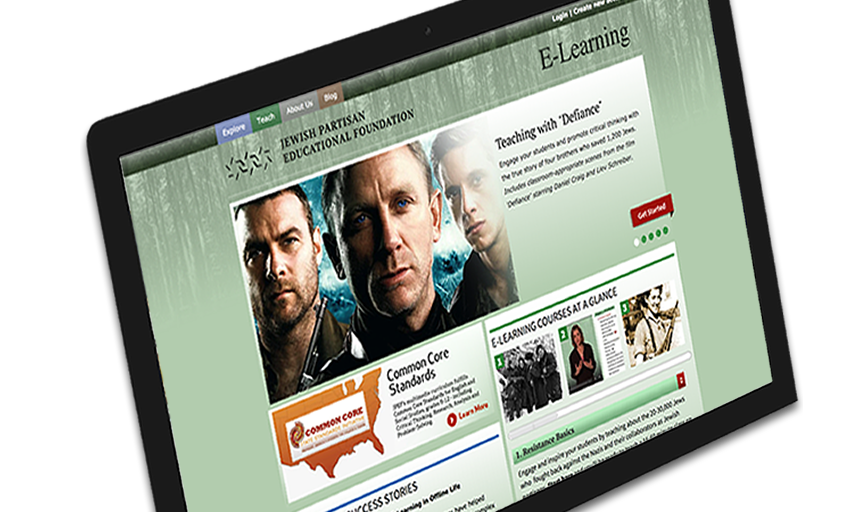 Login | Create new
E-Learning
Explore
Teach
About Us
Blog
JEWISH PARTISAN
EDUCATIONAL FOUNDATION
Teaching with "Defiance"
Engage your students and promote critical thinking with
the true story of four brothers who saved 1,200 Jews.
Includes classroom-appropriate scenes from the film
"Defiance" starring Daniel Craig and Liev Schreiber.
Get Started
Common Core
Standards
JPEF's multimedia curriculum fulfills
Common Core Standards for English and
Social Studies, grades 6-12 - including
Critical Thinking, Research, Analysis and
Problem Solving.
Learn More
COMMON CORE
STATE STANDARDS INITIATIVE
E-LEARNING COURSES AT A GLANCE
1
2
3
1. Resistance Basics
Engage and inspire your students by teaching about the 20-30,000 Jews
who fought back against the Nazis and their collaborators as Jewish
SUCCESS STORIES
Learning in Offline Life
have helped
complex